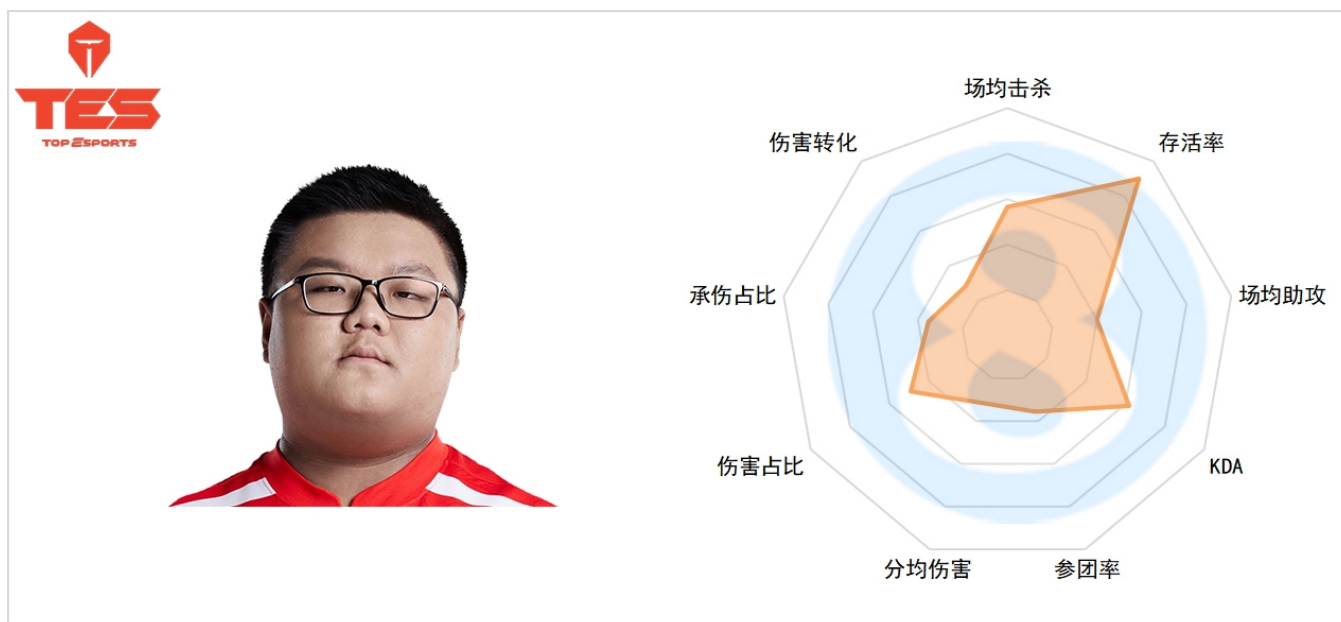 TES
TOP ESPORTS
场均击杀
伤害转化
存活率
承伤占比
场均助攻
伤害占比
KDA
分均伤害
参团率